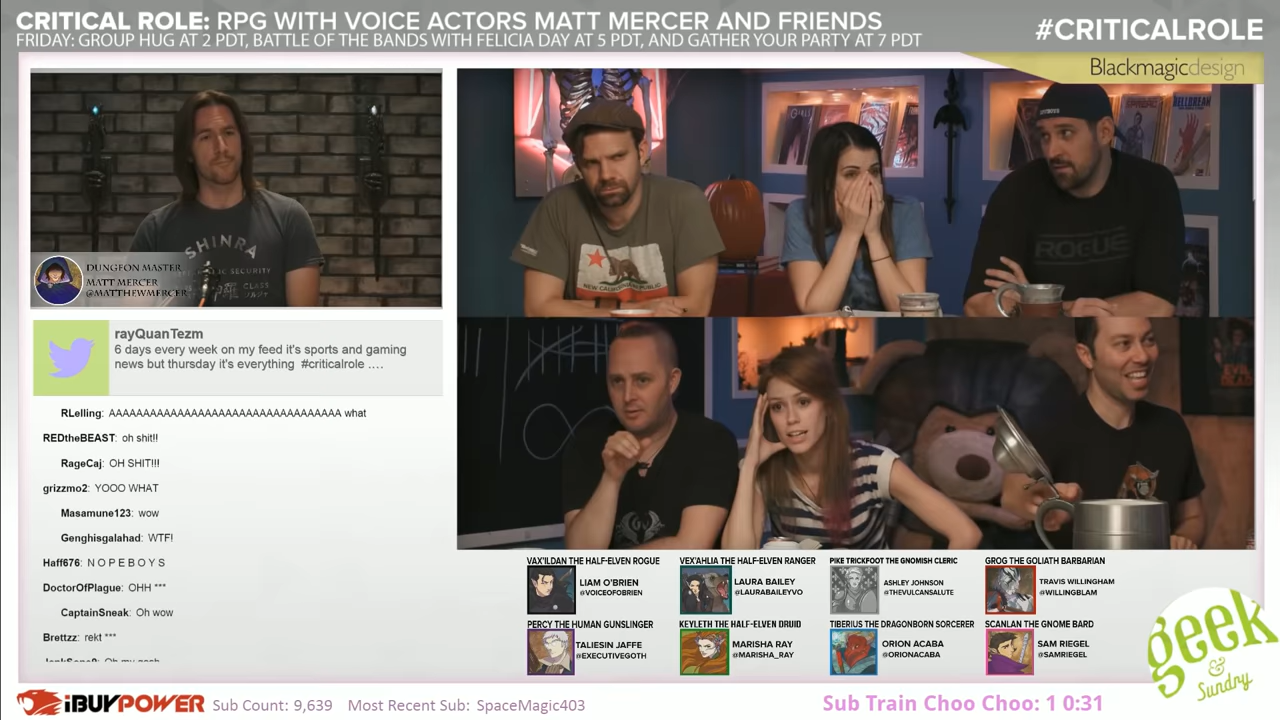 CRITICAL ROLE: RPG WITH VOICE ACTORS MATT MERCER AND FRIENDS
FRIDAY: GROUP HUG AT 2 PDT, BATTLE OF THE BANDS WITH FELICIA DAY AT 5 PDT, AND GATHER YOUR PARTY AT 7 PDT
#CRITICALROLE
Blackmagicdesign
SHINRA
SECURITY
CLASS
DUNGEON MASTER
MATT MERCER
@MATTHEWMERCER
ROGUE
NEW CALIFORNIA REPUBLIC
HELLBREAK
EVIL
rayQuanTezm
6 days every week on my feed it's sports and gaming
news but thursday it's everything #criticalrole ....
RLelling: AAAAAAAAAAAAAAAAAAAAAAAAAAAAAAAAAA what
REDtheBEAST: oh shit!!
RageCaj: OH SHIT!!!
grizzmo2: YOOO WHAT
Masamune123: wow
Genghisgalahad: WTF!
Haff676: N O P E B O Y S
DoctorOfPlague: OHH ***
CaptainSneak: Oh wow
Brettzz: rekt ***
VAX'ILDAN THE HALF-ELVEN ROGUE
LIAM O'BRIEN
@VOICEOFOBRIEN
VEX'AHLIA THE HALF-ELVEN RANGER
LAURA BAILEY
@LAURABAILEYVO
PIKE TRICKFOOT THE GNOMISH CLERIC
ASHLEY JOHNSON
@THEVULCANSALUTE
GROG THE GOLIATH BARBARIAN
TRAVIS WILLINGHAM
@WILLINGBLAM
PERCY THE HUMAN GUNSLINGER
TALIESIN JAFFE
@EXECUTIVEGOTH
KEYLETH THE HALF-ELVEN DRUID
MARISHA RAY
@MARISHA_RAY
TIBERIUS THE DRAGONBORN SORCERER
ORION ACABA
@ORIONACABA
SCANLAN THE GNOME BARD
SAM RIEGEL
@SAMRIEGEL
geek
&
Sundry
iBUYPOWER
Sub Count: 9,639
Most Recent Sub: SpaceMagic403
Sub Train Choo Choo: 1 0:31